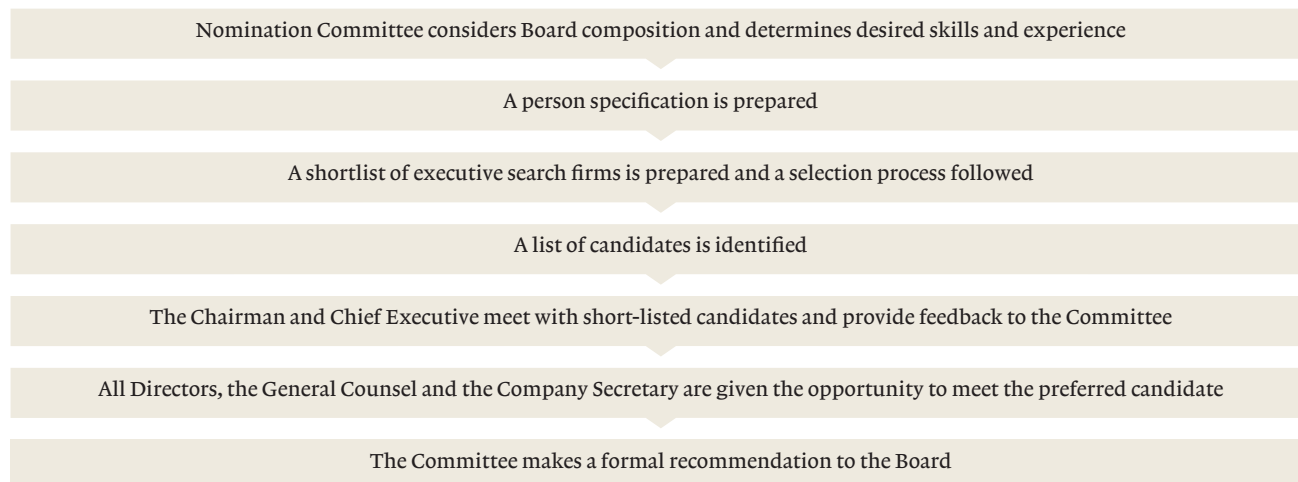 Nomination Committee considers Board composition and determines desired skills and experience
A person specification is prepared
A shortlist of executive search firms is prepared and a selection process followed
A list of candidates is identified
The Chairman and Chief Executive meet with short-listed candidates and provide feedback to the Committee
All Directors, the General Counsel and the Company Secretary are given the opportunity to meet the preferred candidate
The Committee makes a formal recommendation to the Board